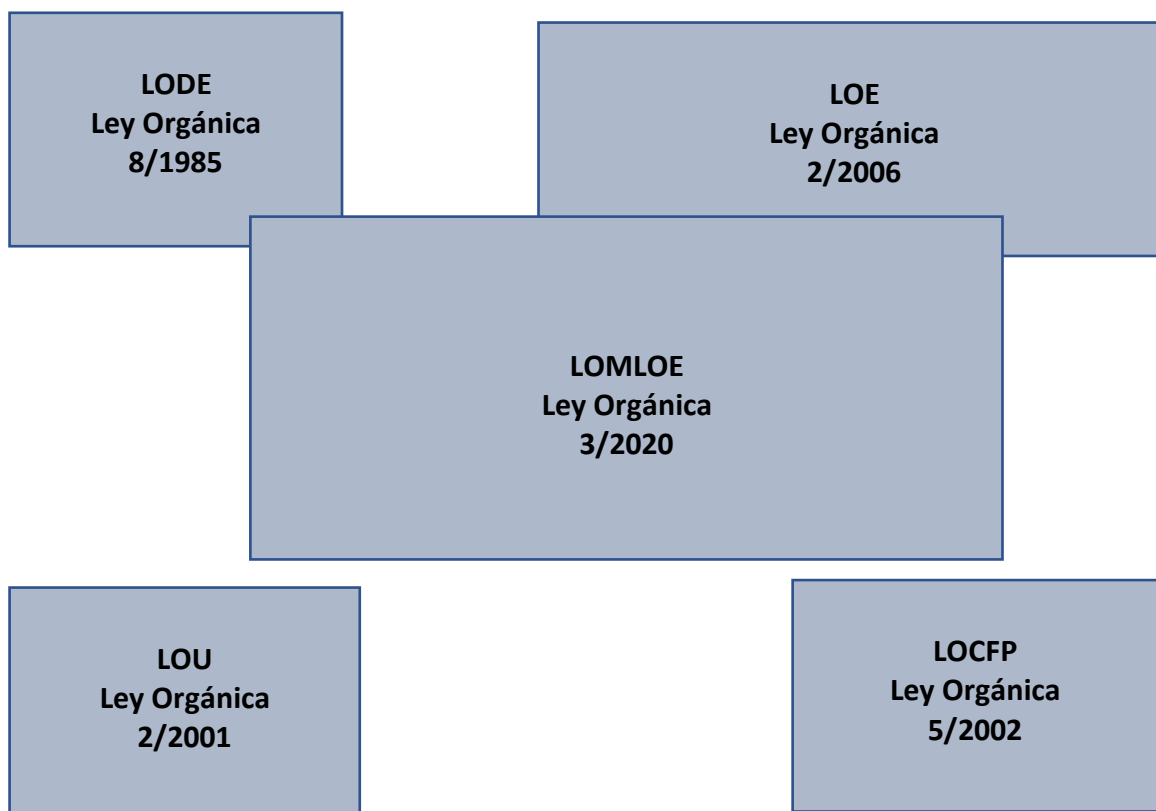 LODE
Ley Orgánica
8/1985
LOE
Ley Orgánica
2/2006
LOMLOE
Ley Orgánica
3/2020
LOU
Ley Orgánica
2/2001
LOCFP
Ley Orgánica
5/2002